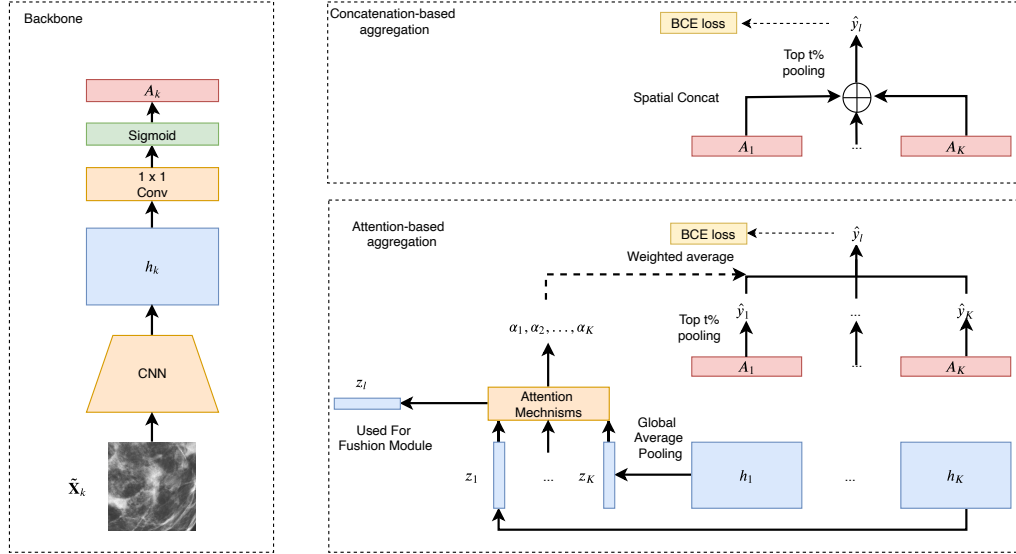 Backbone
A_k
Sigmoid
1 x 1
Conv
h_k
CNN
X̃_k
Concatenation-based
aggregation
BCE loss
ŷ_l
Top t%
pooling
Spatial Concat
A_1
...
A_K
Attention-based
aggregation
BCE loss
ŷ_l
Weighted average
α_1, α_2, . . . , α_K
Top t%
pooling
ŷ_1
...
ŷ_K
A_1
A_K
z_l
Attention
Mechnisms
Used For
Fushion Module
Global
Average
Pooling
z_1
...
z_K
h_1
...
h_K